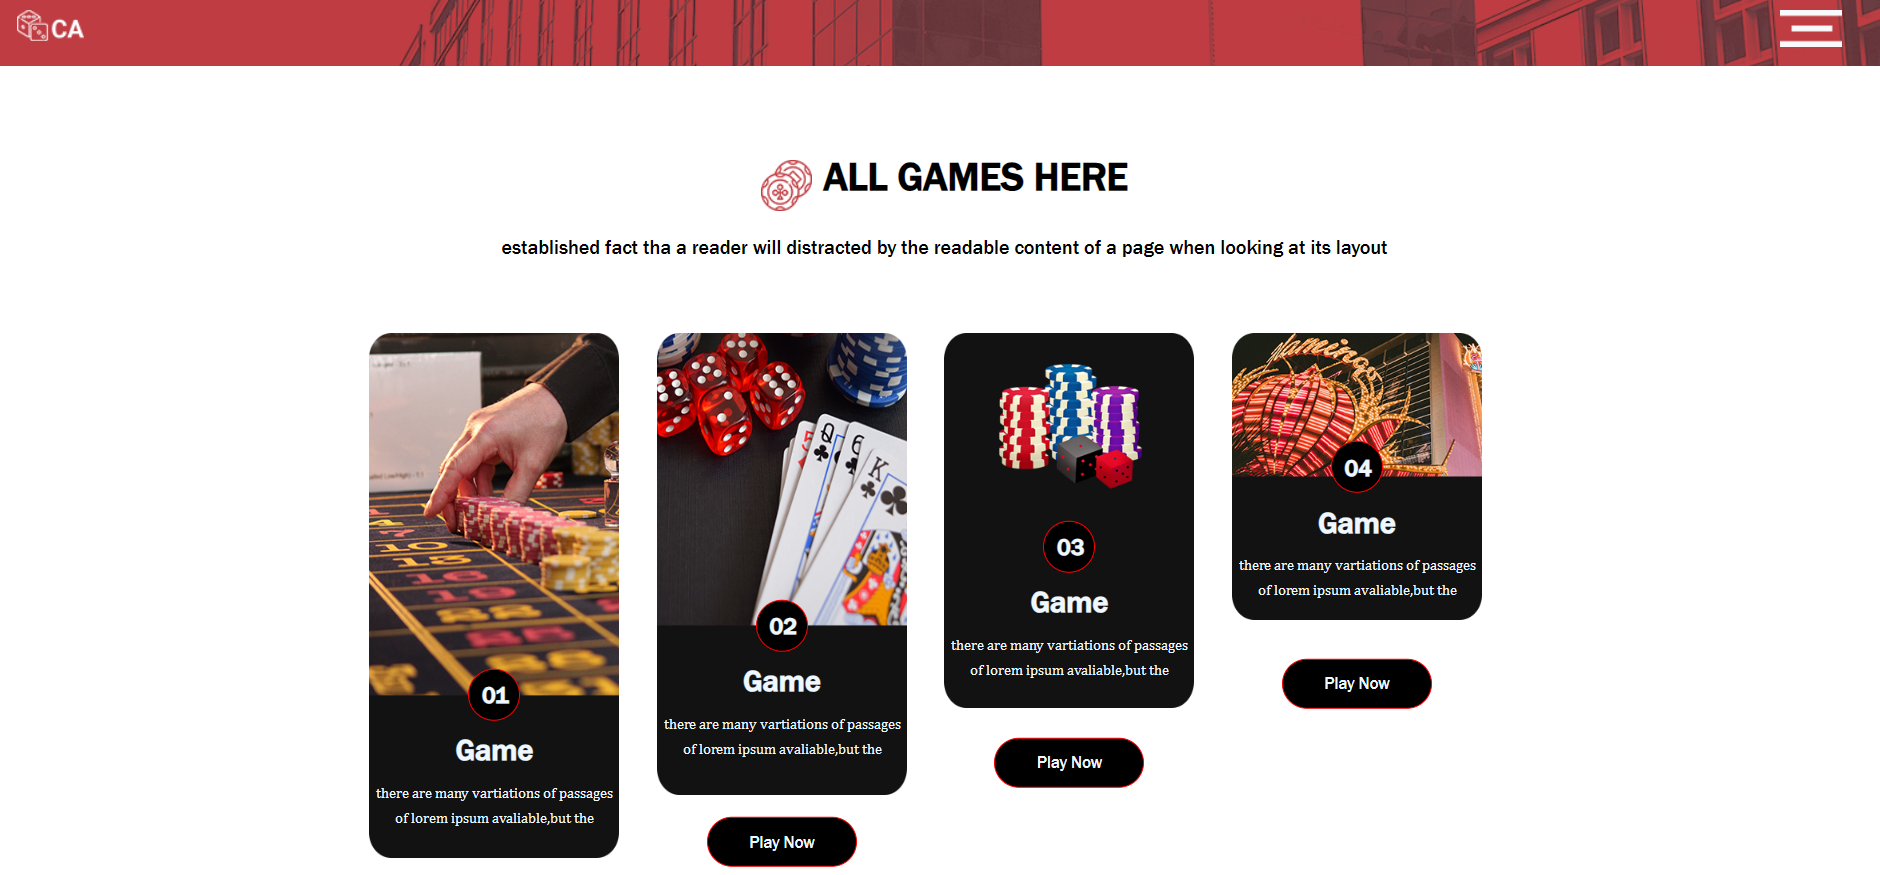 CA
ALL GAMES HERE
established fact tha a reader will distracted by the readable content of a page when looking at its layout
01
Game
there are many vartiations of passages
of lorem ipsum avaliable,but the
Q
6
K
02
Game
there are many vartiations of passages
of lorem ipsum avaliable,but the
Play Now
03
Game
there are many vartiations of passages
of lorem ipsum avaliable,but the
Play Now
flamingo
04
Game
there are many vartiations of passages
of lorem ipsum avaliable,but the
Play Now